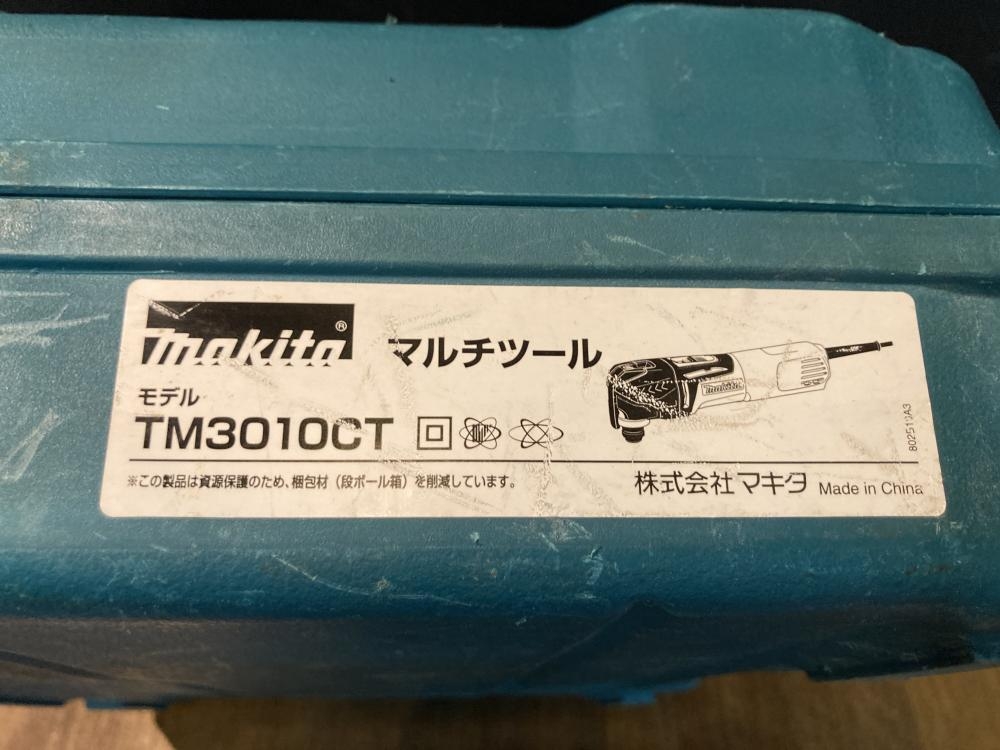 makita®
マルチツール
makita
モデル
TM3010CT
※この製品は資源保護のため、梱包材（段ボール箱）を削減しています。
株式会社マキタ Made in China